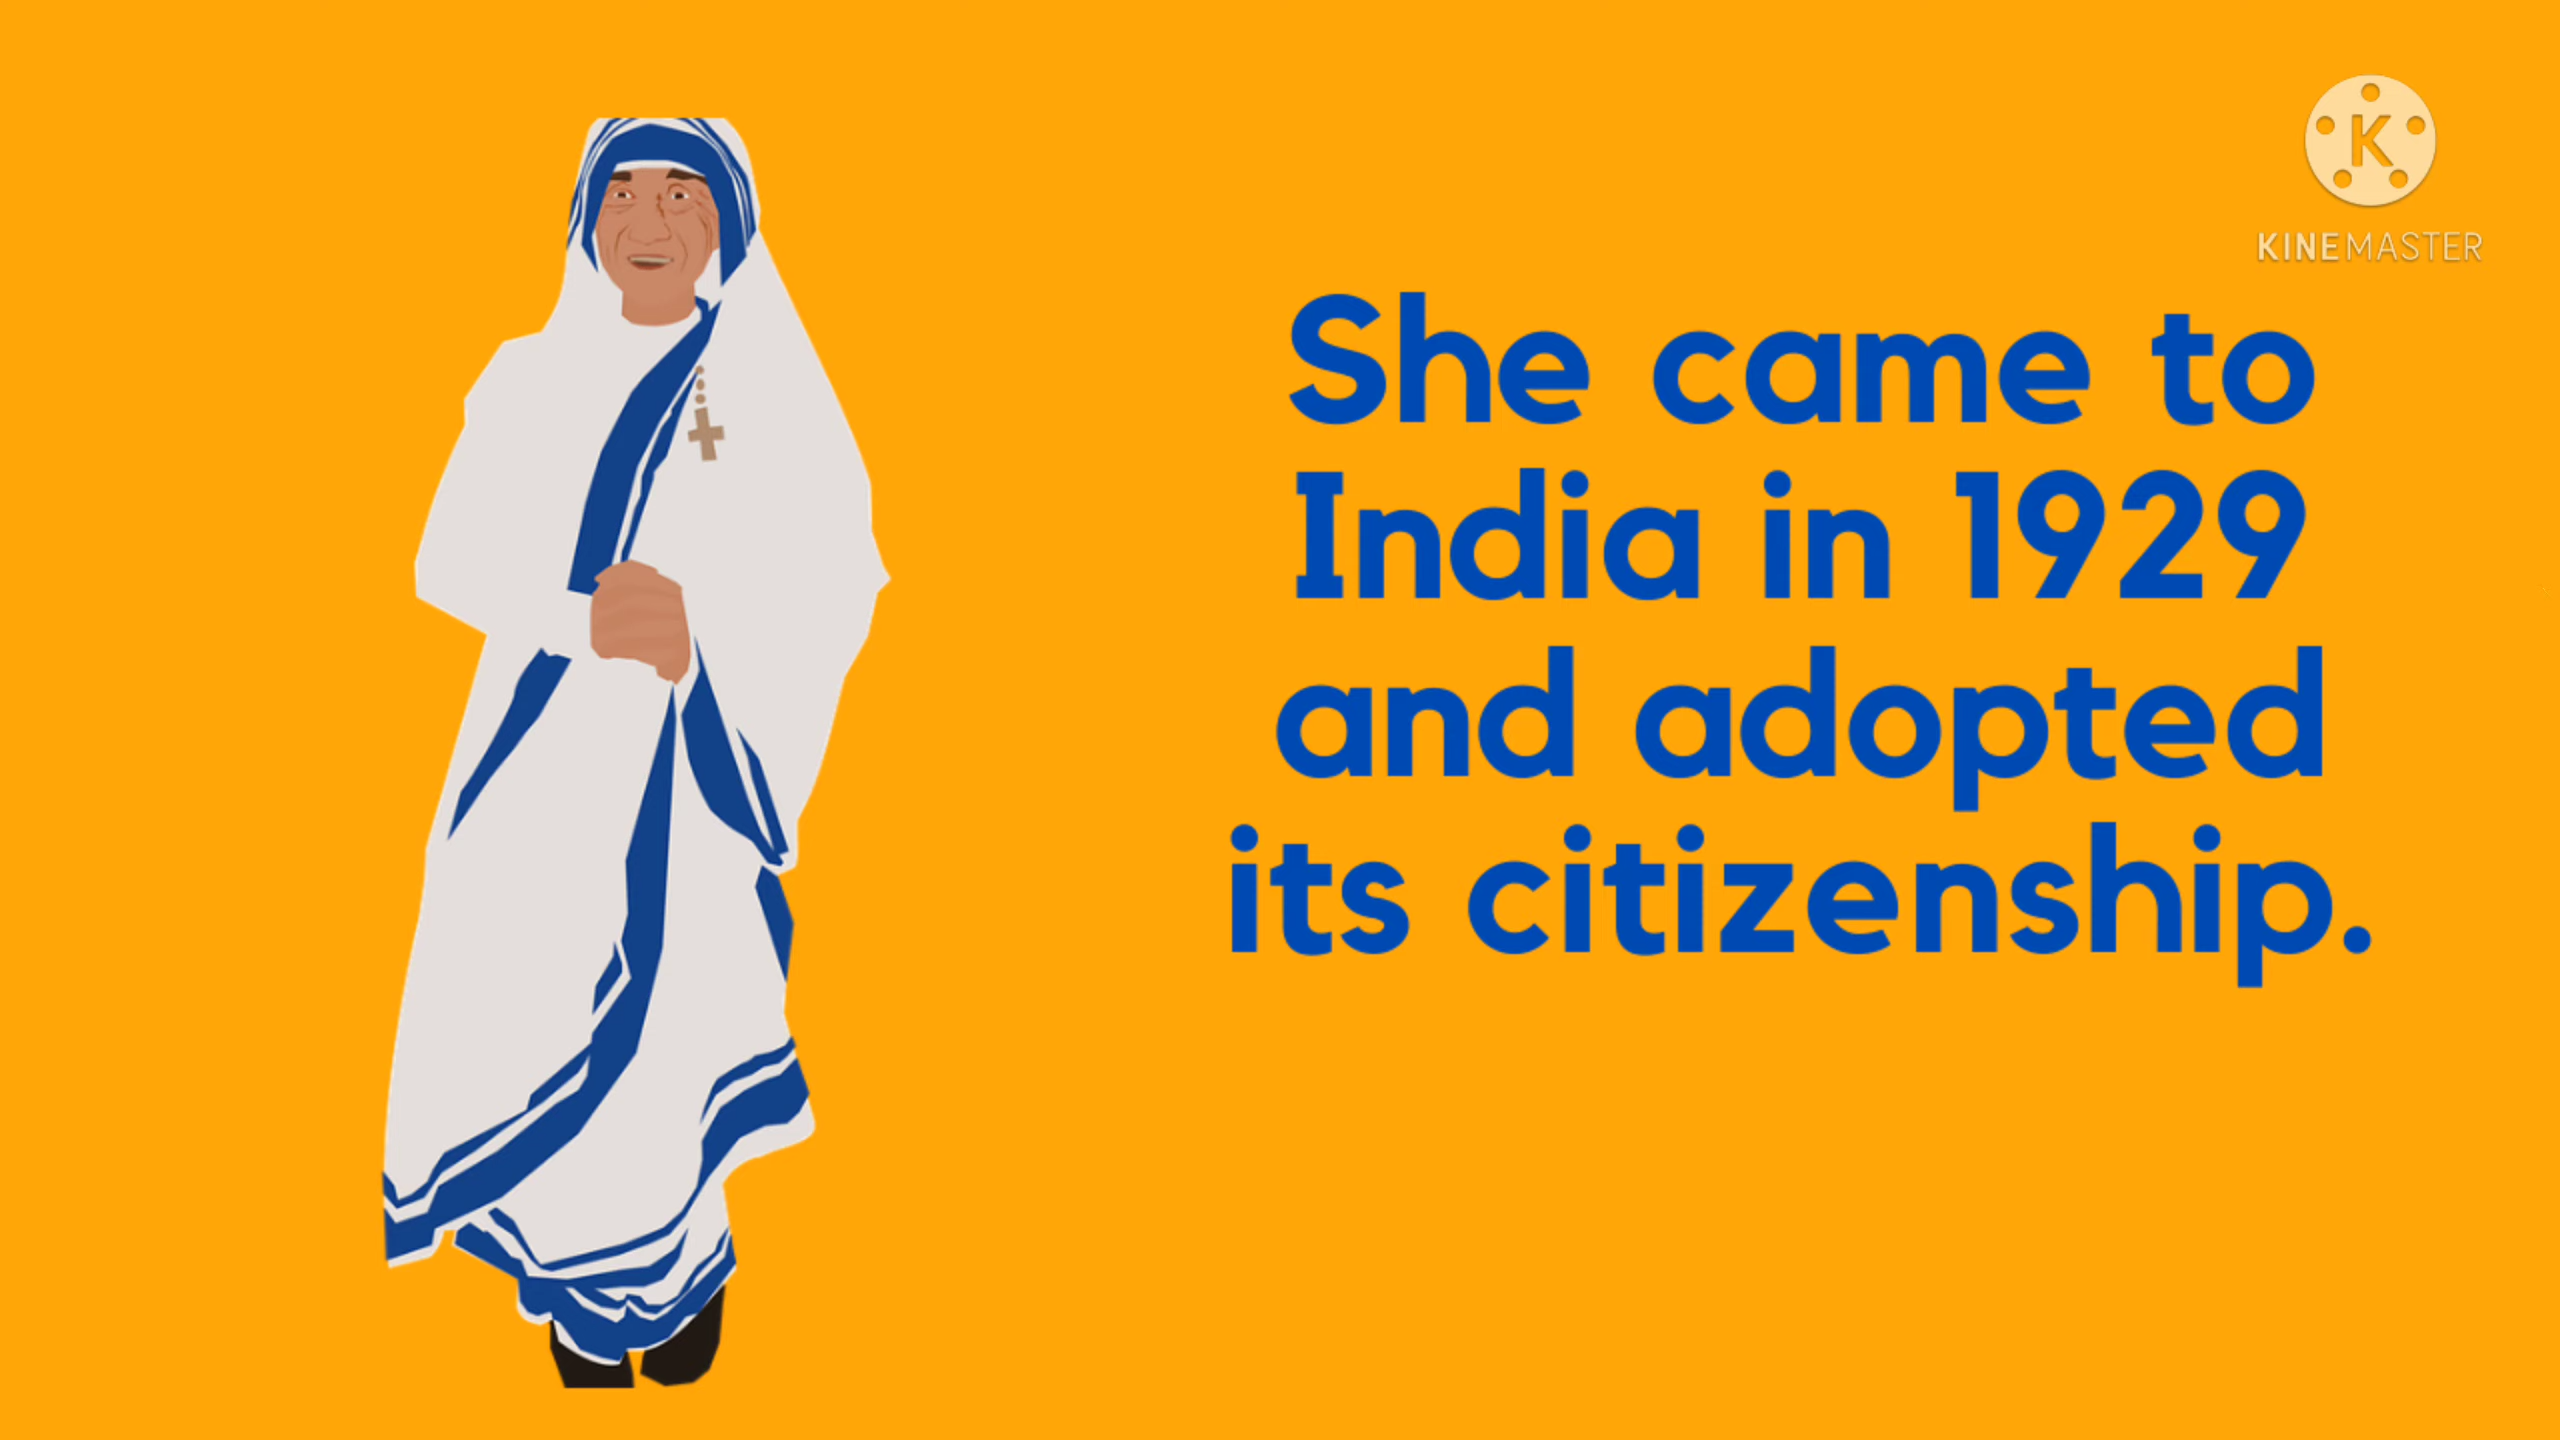 K
KINEMASTER
She came to
India in 1929
and adopted
its citizenship.